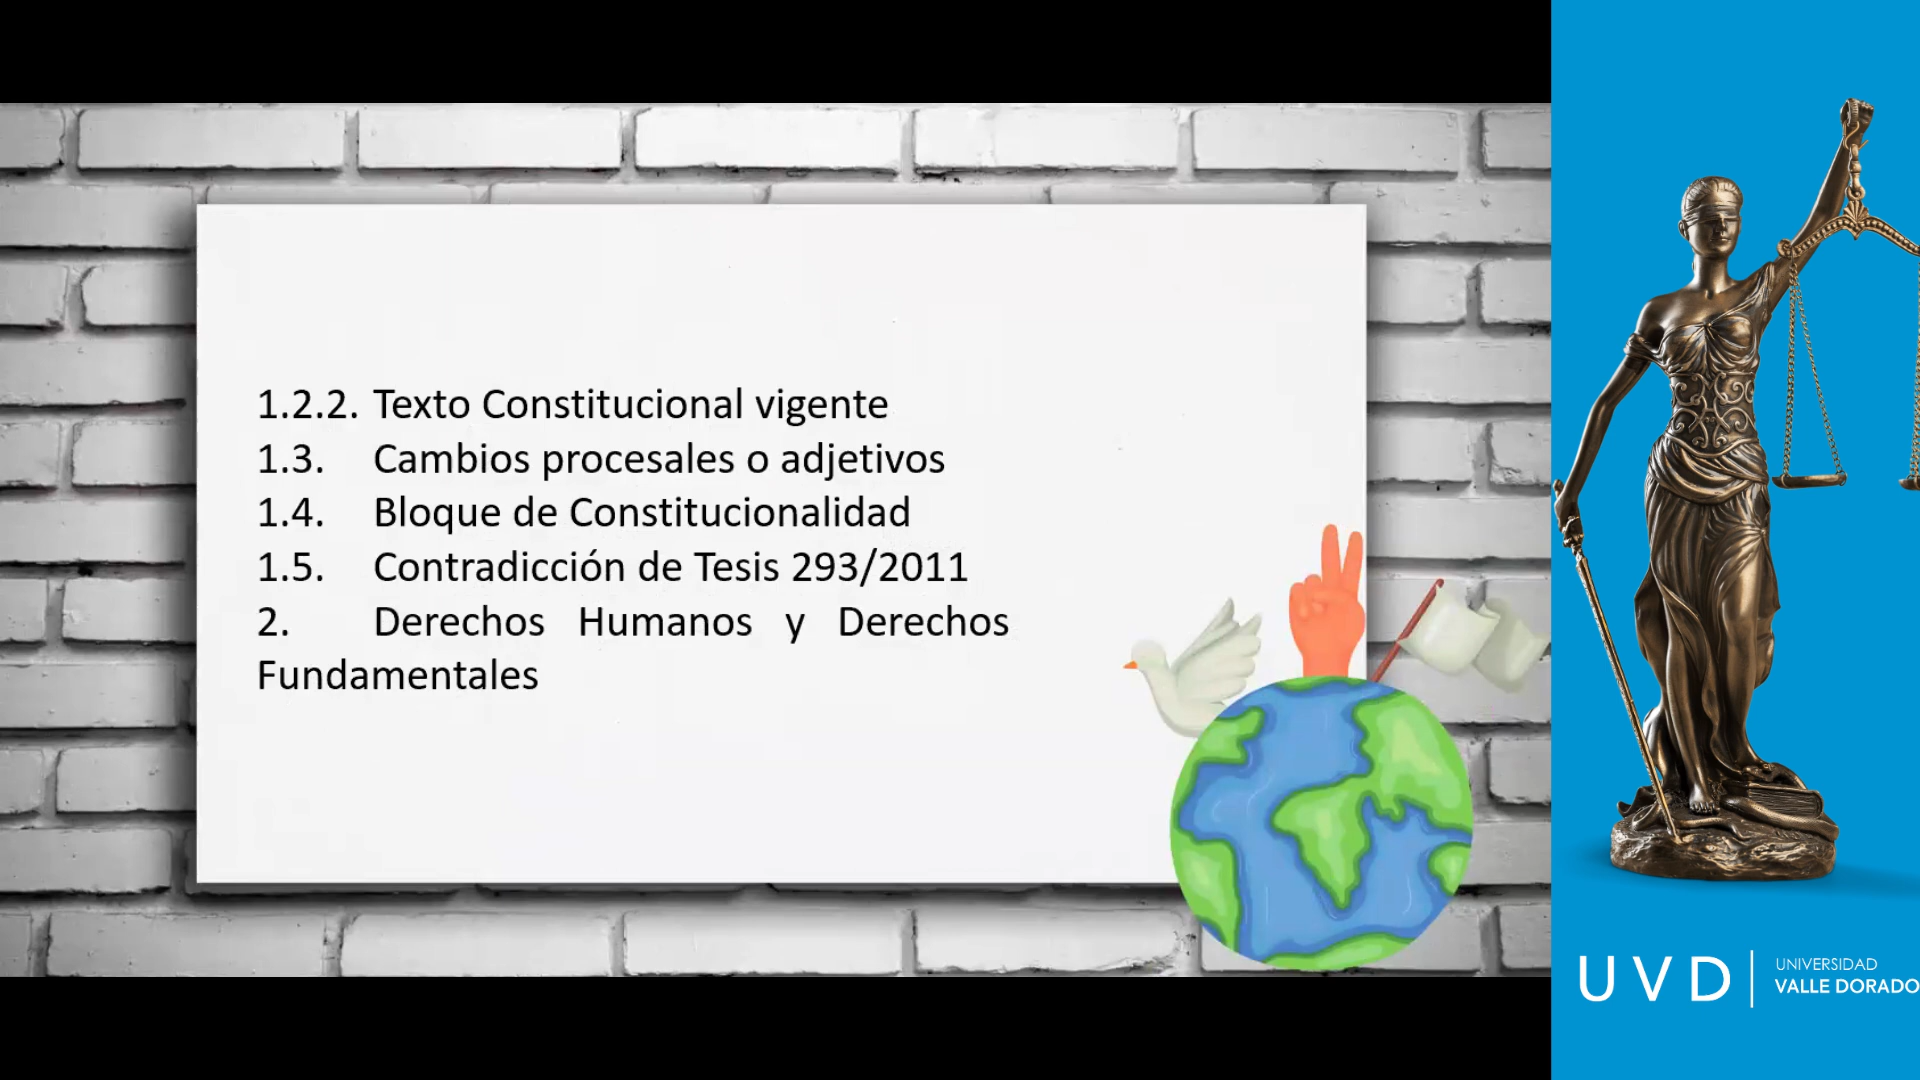 1.2.2. Texto Constitucional vigente
1.3. Cambios procesales o adjetivos
1.4. Bloque de Constitucionalidad
1.5. Contradicción de Tesis 293/2011
2. Derechos Humanos y Derechos
Fundamentales
UVD
UNIVERSIDAD
VALLE DORADO